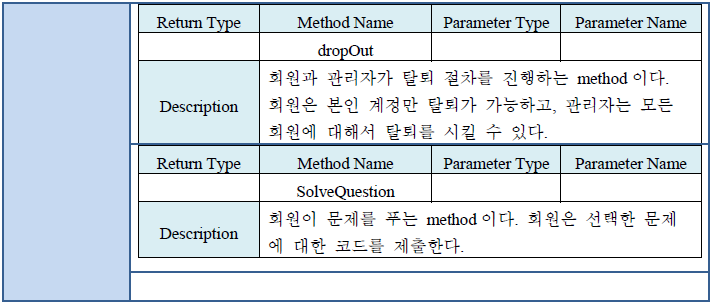 Return Type Method Name Parameter Type Parameter Name
dropOut
Description
회원과 관리자가 탈퇴 절차를 진행하는 method 이다.
회원은 본인 계정만 탈퇴가 가능하고, 관리자는 모든
회원에 대해서 탈퇴를 시킬 수 있다.
Return Type Method Name Parameter Type Parameter Name
SolveQuestion
Description
회원이 문제를 푸는 method 이다. 회원은 선택한 문제
에 대한 코드를 제출한다.